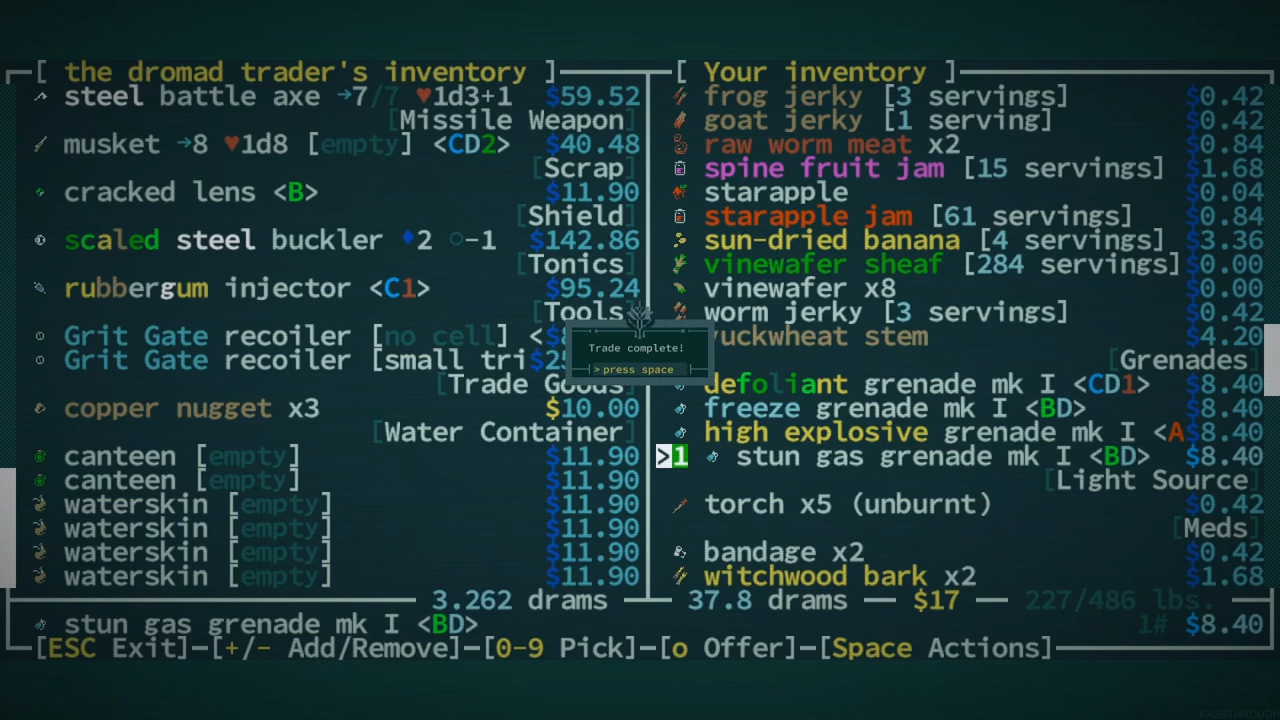 [ the dromad trader's inventory ]
steel battle axe →7/7 ♥1d3+1 $59.52
[Missile Weapon]
musket →8 ♥1d8 [empty] <CD2> $40.48
[Scrap]
cracked lens <B> $11.90
[Shield]
scaled steel buckler ♦2 ○-1 $142.86
[Tonics]
rubbergum injector <C1> $95.24
[Tools]
Grit Gate recoiler [no cell] <$
Grit Gate recoiler [small tri$2
[Trade Goods]
copper nugget x3 $10.00
[Water Container]
canteen [empty] $11.90
canteen [empty] $11.90
waterskin [empty] $11.90
waterskin [empty] $11.90
waterskin [empty] $11.90
waterskin [empty] $11.90
3.262 drams
[ Your inventory ]
frog jerky [3 servings] $0.42
goat jerky [1 serving] $0.42
raw worm meat x2 $0.84
spine fruit jam [15 servings] $1.68
starapple $0.04
starapple jam [61 servings] $0.84
sun-dried banana [4 servings] $3.36
vinewafer sheaf [284 servings] $0.00
vinewafer x8 $0.00
worm jerky [3 servings] $0.42
yuckwheat stem $4.20
[Grenades]
defoliant grenade mk I <CD1> $8.40
freeze grenade mk I <BD> $8.40
high explosive grenade mk I <A$8.40
>1 stun gas grenade mk I <BD> $8.40
[Light Source]
torch x5 (unburnt) $0.42
[Meds]
bandage x2 $0.42
witchwood bark x2 $1.68
37.8 drams — $17 — 227/486 lbs.
Trade complete!
> press space
stun gas grenade mk I <BD> 1# $8.40
[ESC Exit]—[+/- Add/Remove]—[0-9 Pick]—[o Offer]—[Space Actions]